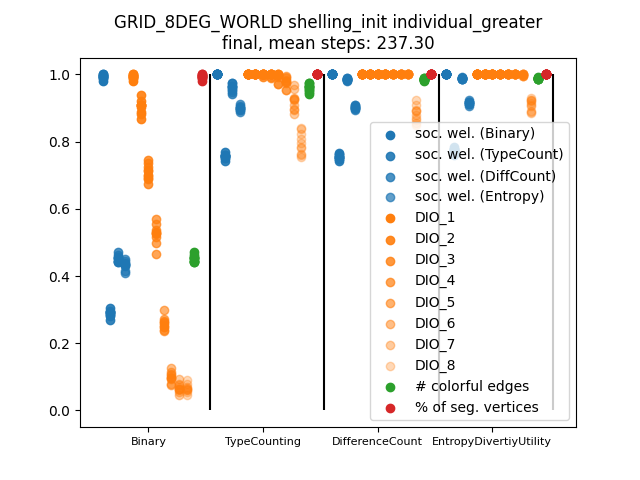 GRID_8DEG_WORLD shelling_init individual_greater
final, mean steps: 237.30
1.0
0.8
0.6
0.4
0.2
0.0
soc. wel. (Binary)
soc. wel. (TypeCount)
soc. wel. (DiffCount)
soc. wel. (Entropy)
DIO_1
DIO_2
DIO_3
DIO_4
DIO_5
DIO_6
DIO_7
DIO_8
# colorful edges
% of seg. vertices
Binary TypeCounting DifferenceCount EntropyDivertiyUtility